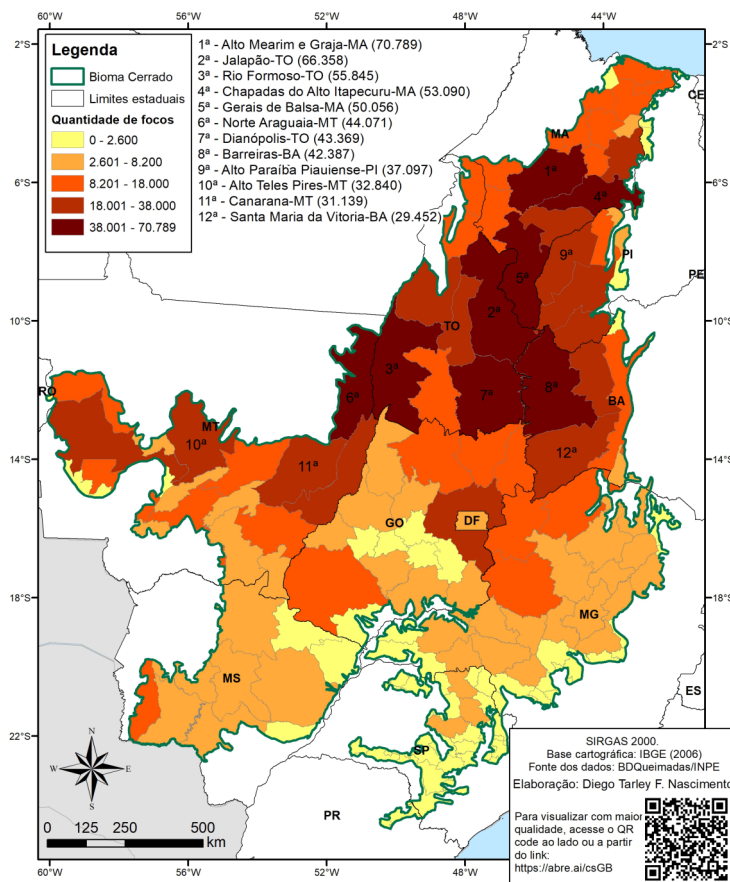 60°W
56°W
52°W
48°W
44°W
2°S
6°S
10°S
14°S
18°S
22°S
Legenda
Bioma Cerrado
Limites estaduais
Quantidade de focos
0 - 2.600
2.601 - 8.200
8.201 - 18.000
18.001 - 38.000
38.001 - 70.789
1ª - Alto Mearim e Graja-MA (70.789)
2ª - Jalapão-TO (66.358)
3ª - Rio Formoso-TO (55.845)
4ª - Chapadas do Alto Itapecuru-MA (53.090)
5ª - Gerais de Balsa-MA (50.056)
6ª - Norte Araguaia-MT (44.071)
7ª - Dianópolis-TO (43.369)
8ª - Barreiras-BA (42.387)
9ª - Alto Paraíba Piauiense-PI (37.097)
10ª - Alto Teles Pires-MT (32.840)
11ª - Canarana-MT (31.139)
12ª - Santa Maria da Vitoria-BA (29.452)
CE
MA
1ª
4ª
9ª
PI
5ª
PE
2ª
TO
3ª
6ª
7ª
8ª
RO
BA
MT
10ª
11ª
12ª
GO
DF
MG
MS
ES
SP
PR
N
W
E
S
0 125 250 500
km
SIRGAS 2000.
Base cartográfica: IBGE (2006)
Fonte dos dados: BDQueimadas/INPE
Elaboração: Diego Tarley F. Nascimento
Para visualizar com maior
qualidade, acesse o QR
code ao lado ou a partir
do link:
https://abre.ai/csGB
60°W
56°W
52°W
48°W
44°W